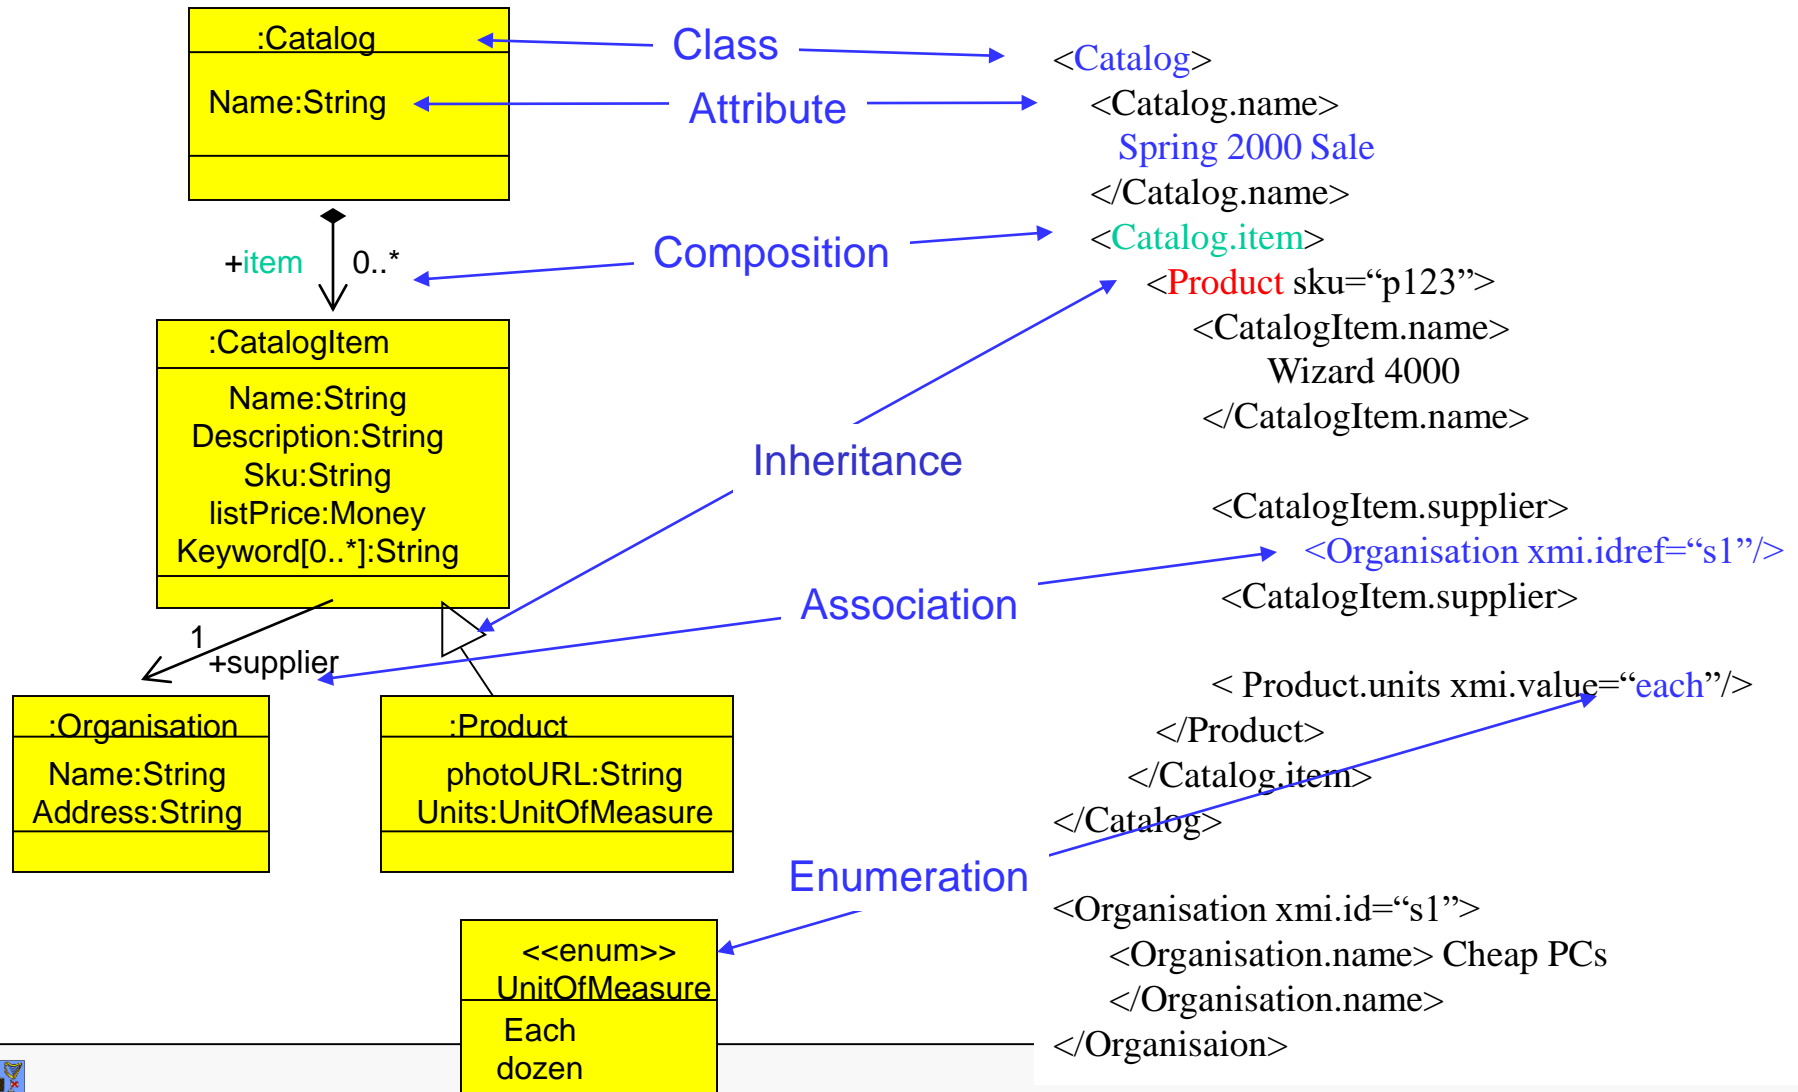 :Catalog
Name:String
+item
0..*
:CatalogItem
Name:String
Description:String
Sku:String
listPrice:Money
Keyword[0..*]:String
1
+supplier
:Organisation
Name:String
Address:String
:Product
photoURL:String
Units:UnitOfMeasure
<<enum>>
UnitOfMeasure
Each
dozen
Class
Attribute
Composition
Inheritance
Association
Enumeration
<Catalog>
<Catalog.name>
Spring 2000 Sale
</Catalog.name>
<Catalog.item>
<Product sku=“p123”>
<CatalogItem.name>
Wizard 4000
</CatalogItem.name>
<CatalogItem.supplier>
<Organisation xmi.idref=“s1”/>
<CatalogItem.supplier>
< Product.units xmi.value=“each”/>
</Product>
</Catalog.item>
</Catalog>
<Organisation xmi.id=“s1”>
<Organisation.name> Cheap PCs
</Organisation.name>
</Organisaion>